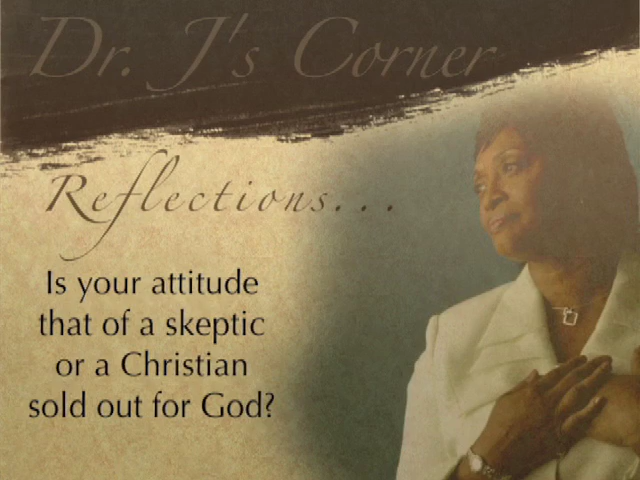 Dr. J's Corner
Reflections...
Is your attitude
that of a skeptic
or a Christian
sold out for God?